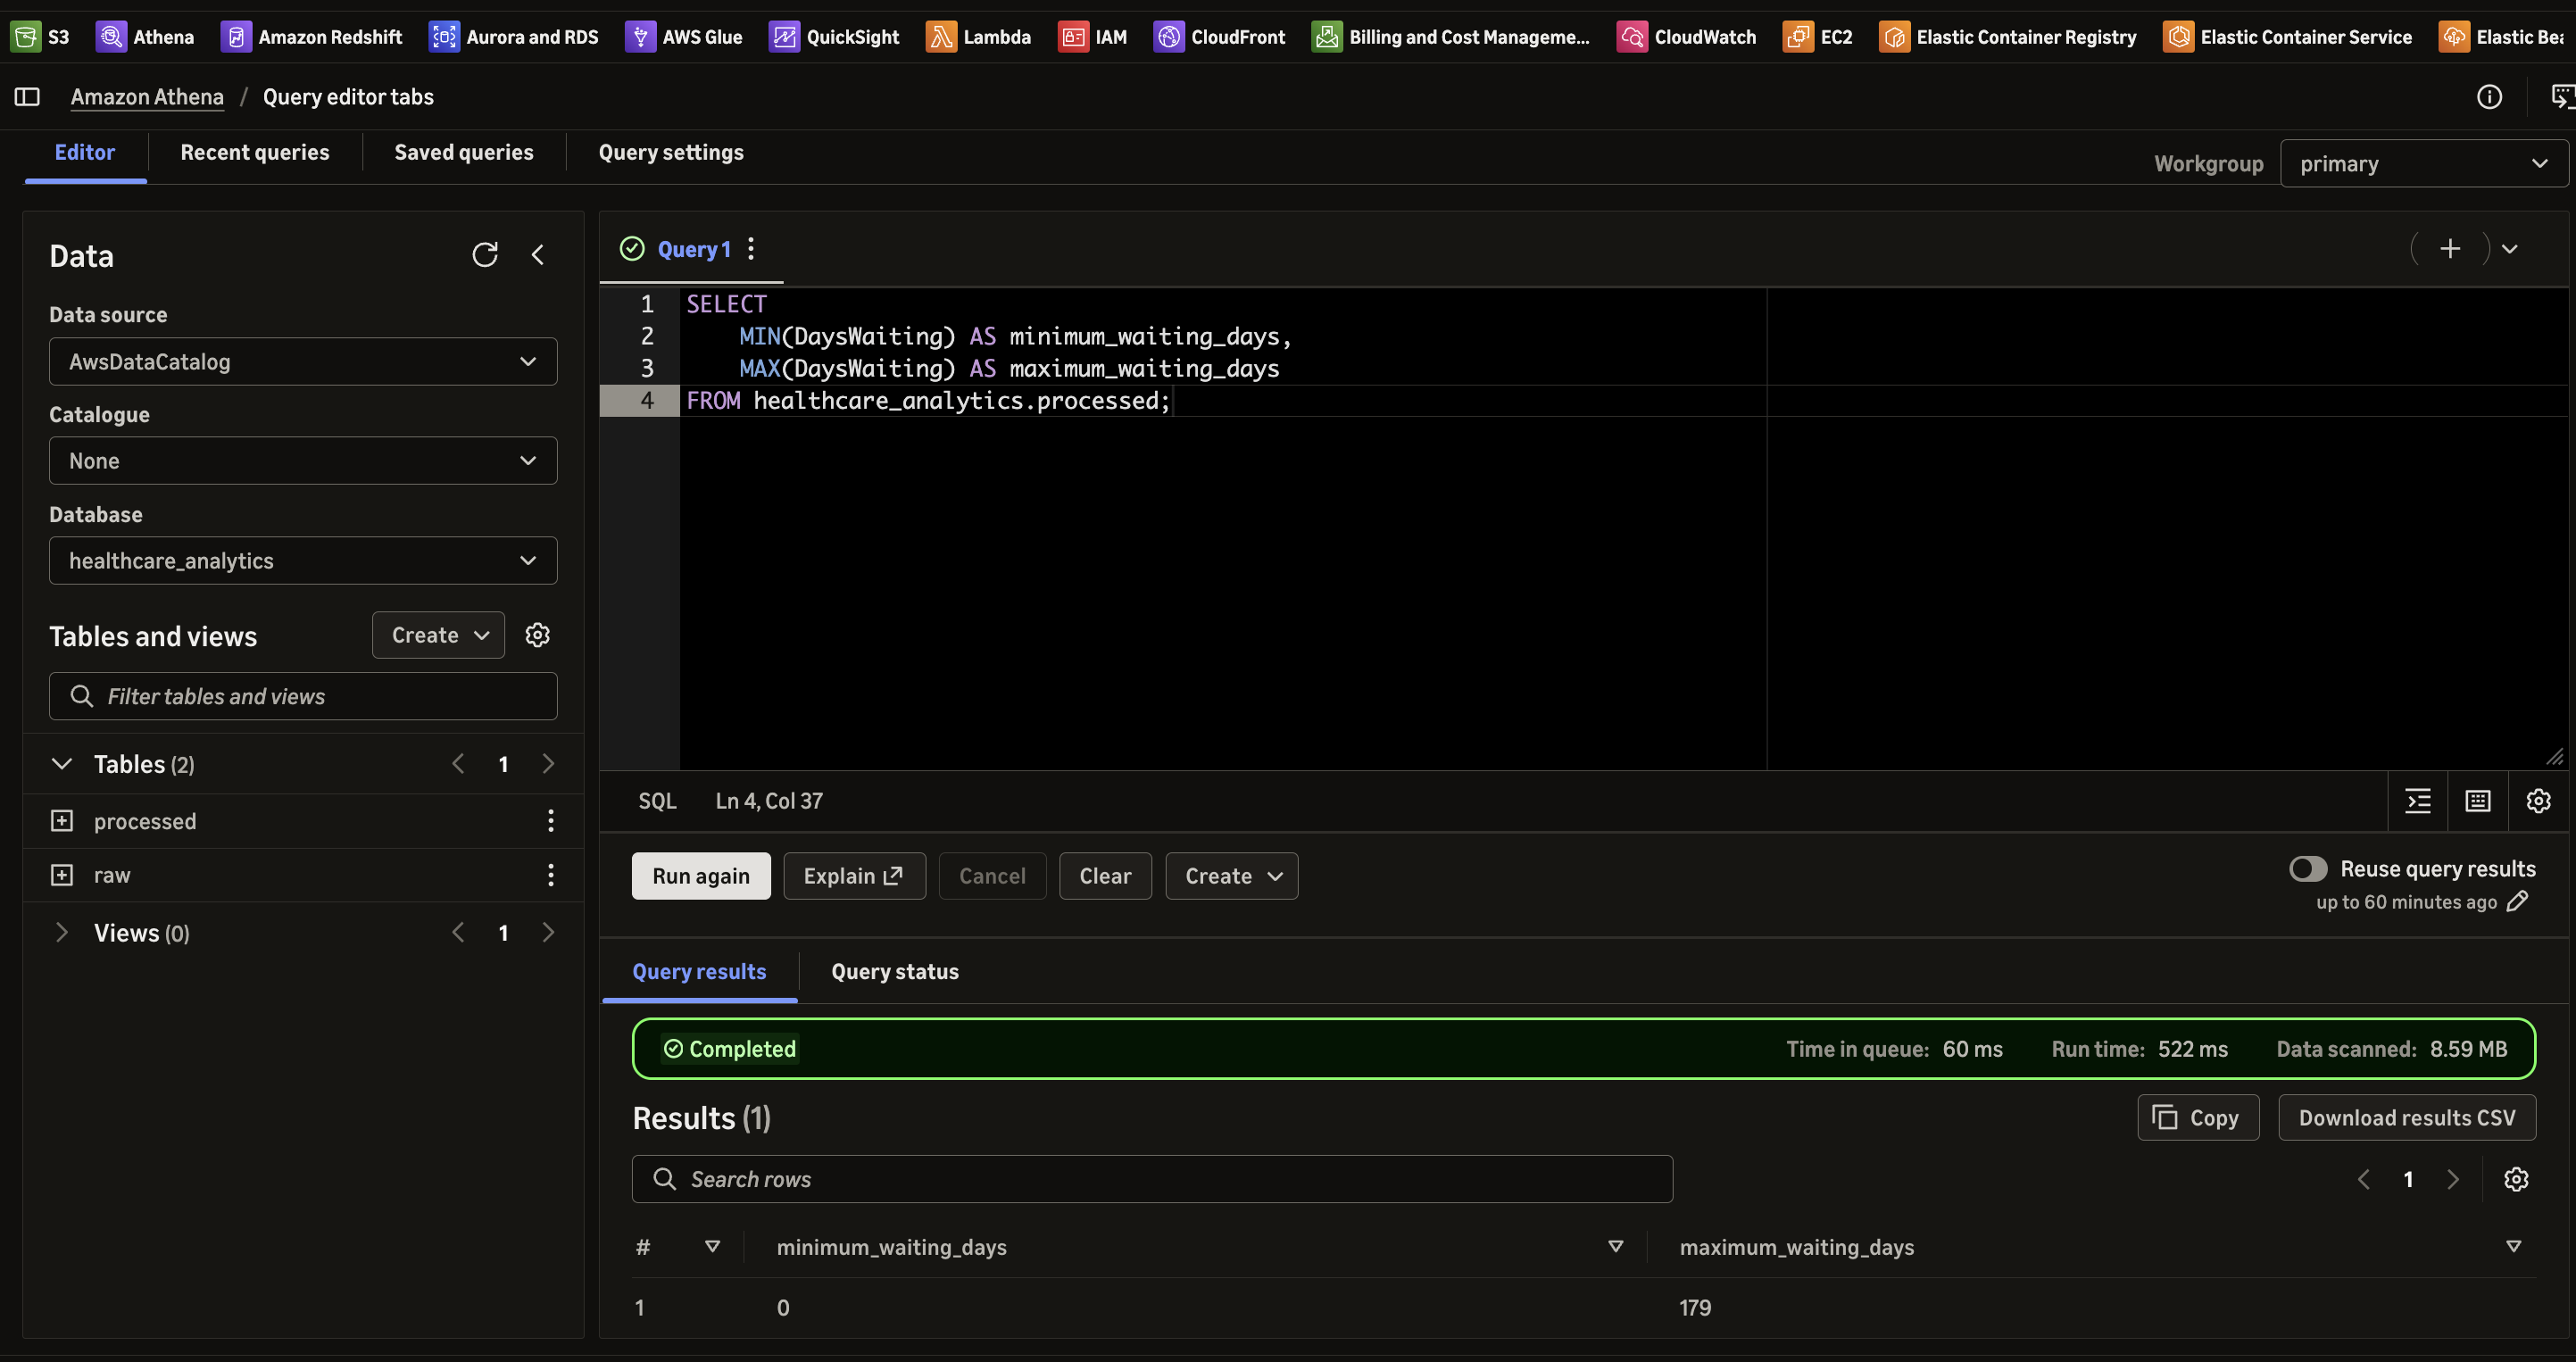 S3 Athena Amazon Redshift Aurora and RDS AWS Glue QuickSight Lambda IAM CloudFront Billing and Cost Manageme... CloudWatch EC2 Elastic Container Registry Elastic Container Service Elastic
Amazon Athena / Query editor tabs
Editor Recent queries Saved queries Query settings
Workgroup primary
Data
Data source
AwsDataCatalog
Catalogue
None
Database
healthcare_analytics
Tables and views Create
Filter tables and views
Tables (2) 1
processed
raw
Views (0) 1
Query 1
1 SELECT
2 MIN(DaysWaiting) AS minimum_waiting_days,
3 MAX(DaysWaiting) AS maximum_waiting_days
4 FROM healthcare_analytics.processed;
SQL Ln 4, Col 37
Run again Explain Cancel Clear Create
Reuse query results
up to 60 minutes ago
Query results Query status
Completed Time in queue: 60 ms Run time: 522 ms Data scanned: 8.59 MB
Results (1) Copy Download results CSV
Search rows 1
# minimum_waiting_days maximum_waiting_days
1 0 179